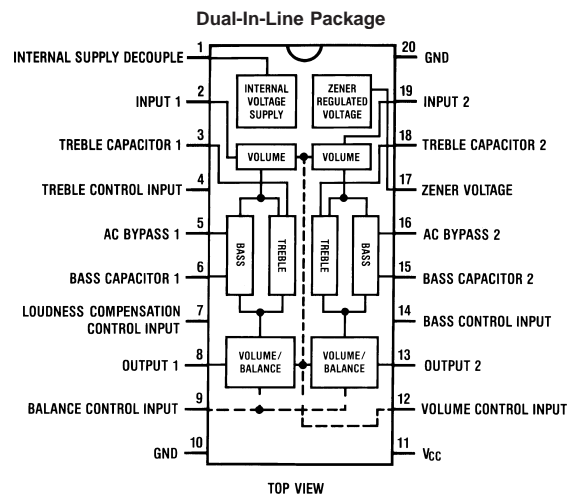 Dual-In-Line Package
1
INTERNAL SUPPLY DECOUPLE
20
GND
INTERNAL
VOLTAGE
SUPPLY
ZENER
REGULATED
VOLTAGE
2
INPUT 1
19
INPUT 2
3
TREBLE CAPACITOR 1
18
TREBLE CAPACITOR 2
VOLUME
VOLUME
4
TREBLE CONTROL INPUT
17
ZENER VOLTAGE
5
AC BYPASS 1
16
AC BYPASS 2
BASS
TREBLE
TREBLE
BASS
6
BASS CAPACITOR 1
15
BASS CAPACITOR 2
LOUDNESS COMPENSATION
CONTROL INPUT
7
14
BASS CONTROL INPUT
8
OUTPUT 1
VOLUME/
BALANCE
VOLUME/
BALANCE
13
OUTPUT 2
9
BALANCE CONTROL INPUT
12
VOLUME CONTROL INPUT
10
GND
11
VCC
TOP VIEW